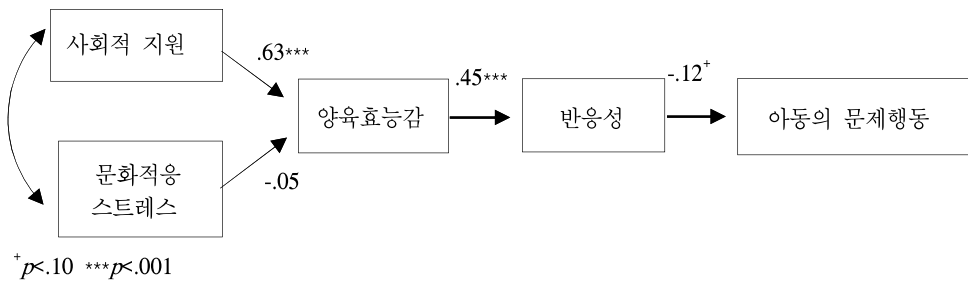 사회적 지원
.63***
양육효능감
.45***
반응성
-.12+
아동의 문제행동
문화적응
스트레스
-.05
+p<.10 ***p<.001